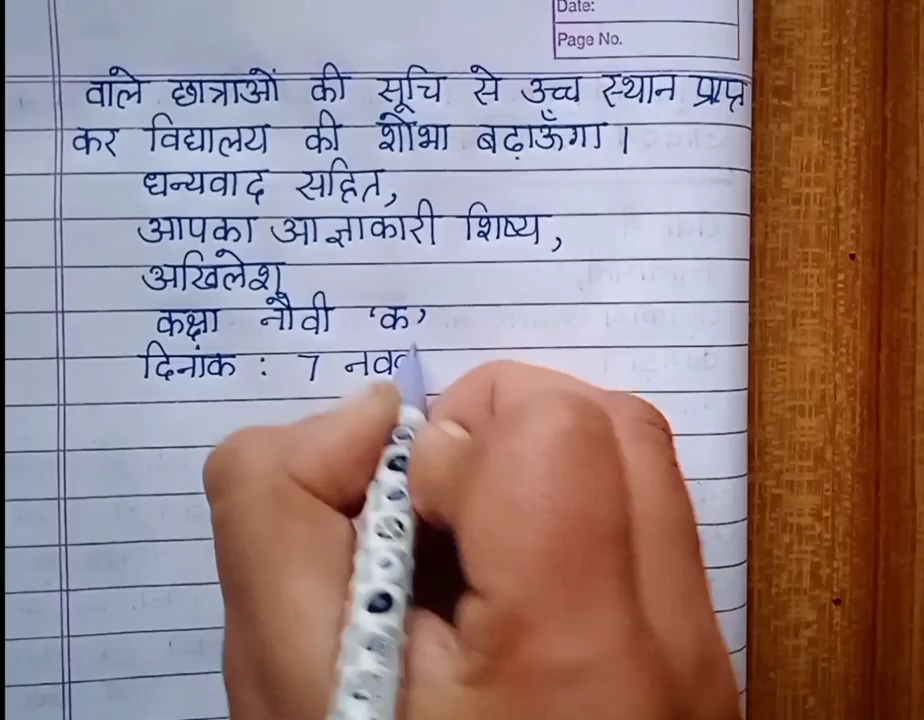 Date:
Page No.
वाले छात्राओं की सूचि से उच्च स्थान प्राप्त
कर विद्यालय की शोभा बढ़ाऊँगा।
धन्यवाद सहित,
आपका आज्ञाकारी शिष्य,
अखिलेश
कक्षा नौवी 'क'
दिनांक : 7